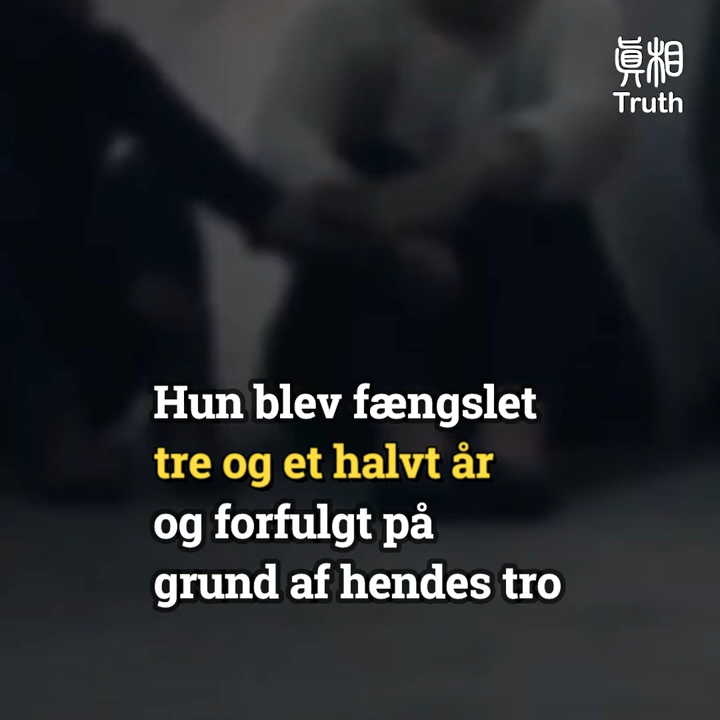 真相
Truth
Hun blev fængslet
tre og et halvt år
og forfulgt på
grund af hendes tro